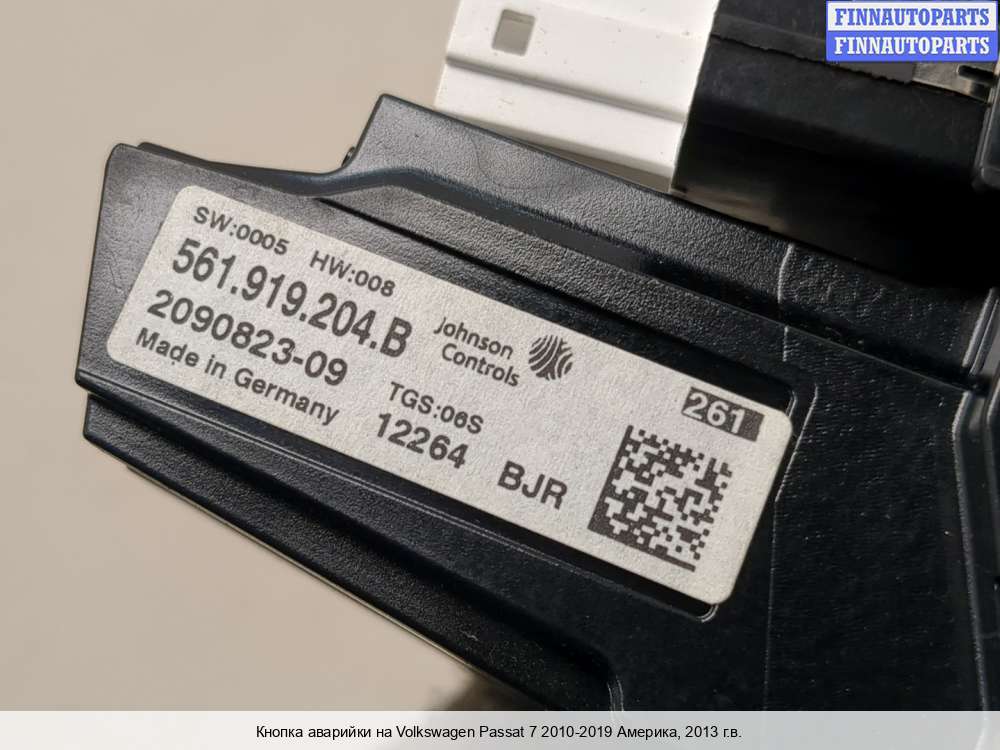 FINNAUTOPARTS
FINNAUTOPARTS
SW:0005 HW:008
561.919.204.B
2090823-09
Made in Germany
Johnson
Controls
TGS:06S
12264 BJR
261
Кнопка аварийки на Volkswagen Passat 7 2010-2019 Америка, 2013 г.в.